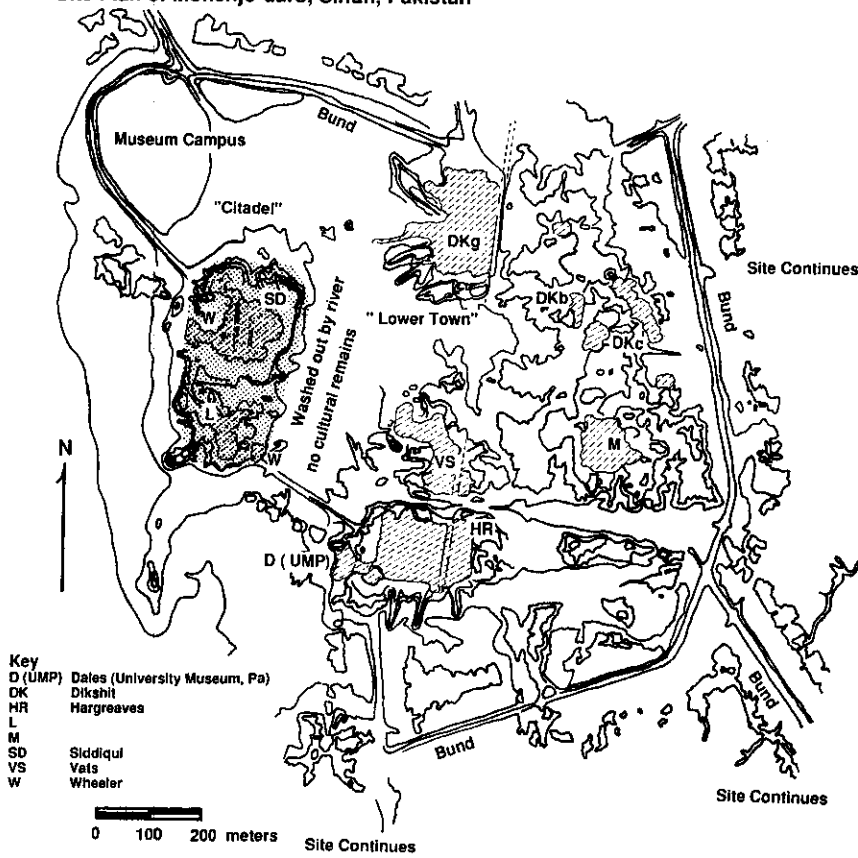 Bund
Museum Campus
"Citadel"
DKg
Site Continues
SD
W
DKb
Bund
"Lower Town"
DKc
Washed out by river
no cultural remains
L
N
M
W
VS
HR
D (UMP)
Key
D (UMP) Dales (University Museum, Pa)
DK Dikshit
HR Hargreaves
L
M
SD Siddiqui
VS Vats
W Wheeler
Bund
Bund
Site Continues
0 100 200 meters
Site Continues